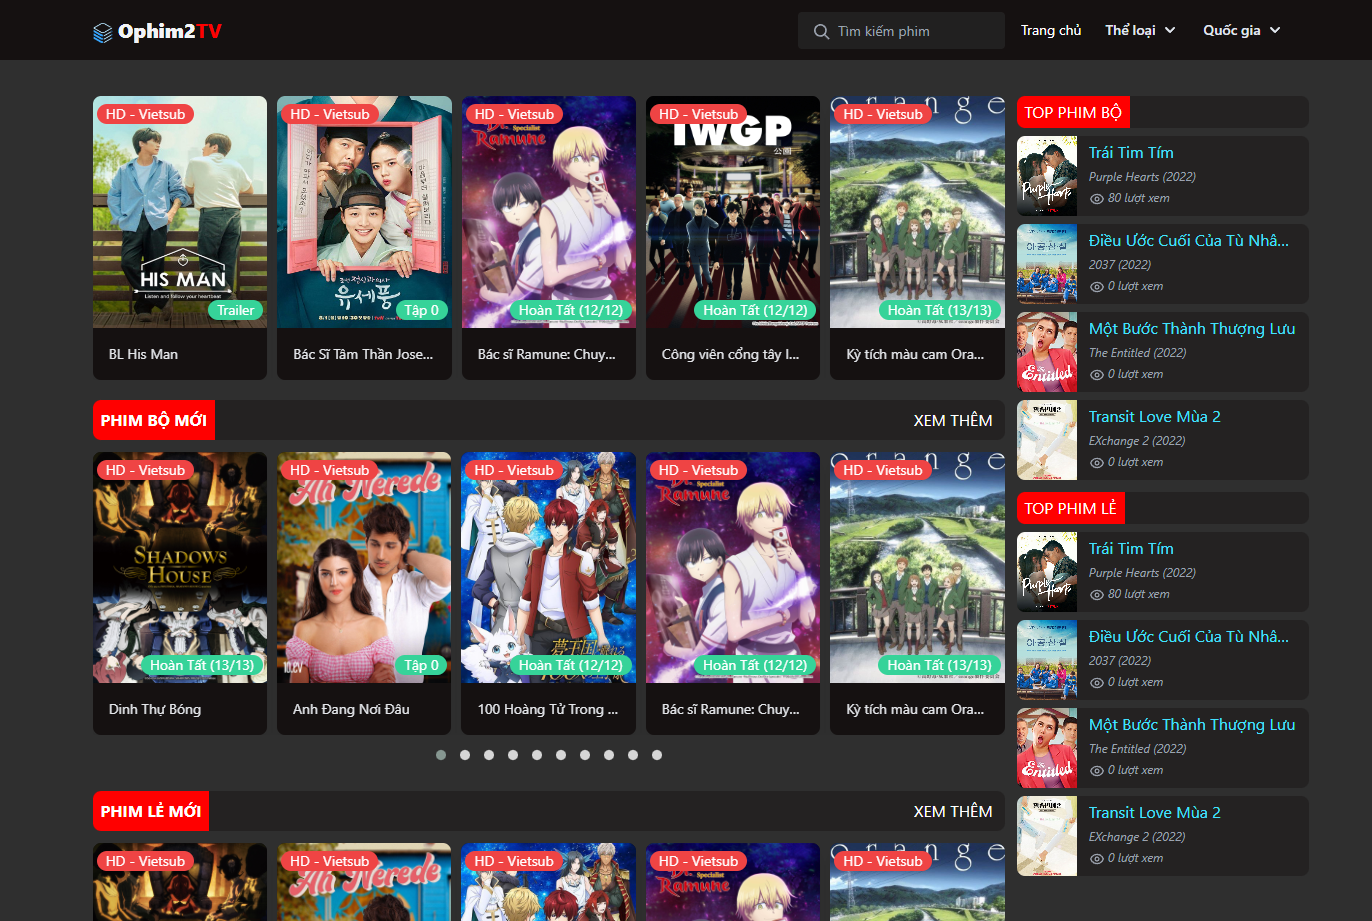 Ophim2TV
Tìm kiếm phim
Trang chủ
Thể loại
Quốc gia
HD - Vietsub
HIS MAN
Listen and follow your heartbeat
Trailer
BL His Man
HD - Vietsub
유세풍
Tập 0
Bác Sĩ Tâm Thần Jose...
HD - Vietsub
Specialist
Ramune
Hoàn Tất (12/12)
Bác sĩ Ramune: Chuy...
HD - Vietsub
IWGP
Hoàn Tất (12/12)
Công viên cổng tây I...
HD - Vietsub
orange
Hoàn Tất (13/13)
Kỳ tích màu cam Ora...
PHIM BỘ MỚI
XEM THÊM
HD - Vietsub
SHADOWS
HOUSE
Hoàn Tất (13/13)
Dinh Thự Bóng
HD - Vietsub
Ah Nerede
Tập 0
Anh Đang Nơi Đâu
HD - Vietsub
Hoàn Tất (12/12)
100 Hoàng Tử Trong ...
HD - Vietsub
Specialist
Ramune
Hoàn Tất (12/12)
Bác sĩ Ramune: Chuy...
HD - Vietsub
orange
Hoàn Tất (13/13)
Kỳ tích màu cam Ora...
PHIM LẺ MỚI
XEM THÊM
HD - Vietsub
HD - Vietsub
Ah Nerede
HD - Vietsub
HD - Vietsub
Specialist
Ramune
HD - Vietsub
orange
TOP PHIM BỘ
Purple Hearts
Trái Tim Tím
Purple Hearts (2022)
80 lượt xem
Điều Ước Cuối Của Tù Nhâ...
2037 (2022)
0 lượt xem
Entitled
Một Bước Thành Thượng Lưu
The Entitled (2022)
0 lượt xem
Transit Love Mùa 2
EXchange 2 (2022)
0 lượt xem
TOP PHIM LẺ
Purple Hearts
Trái Tim Tím
Purple Hearts (2022)
80 lượt xem
Điều Ước Cuối Của Tù Nhâ...
2037 (2022)
0 lượt xem
Entitled
Một Bước Thành Thượng Lưu
The Entitled (2022)
0 lượt xem
Transit Love Mùa 2
EXchange 2 (2022)
0 lượt xem